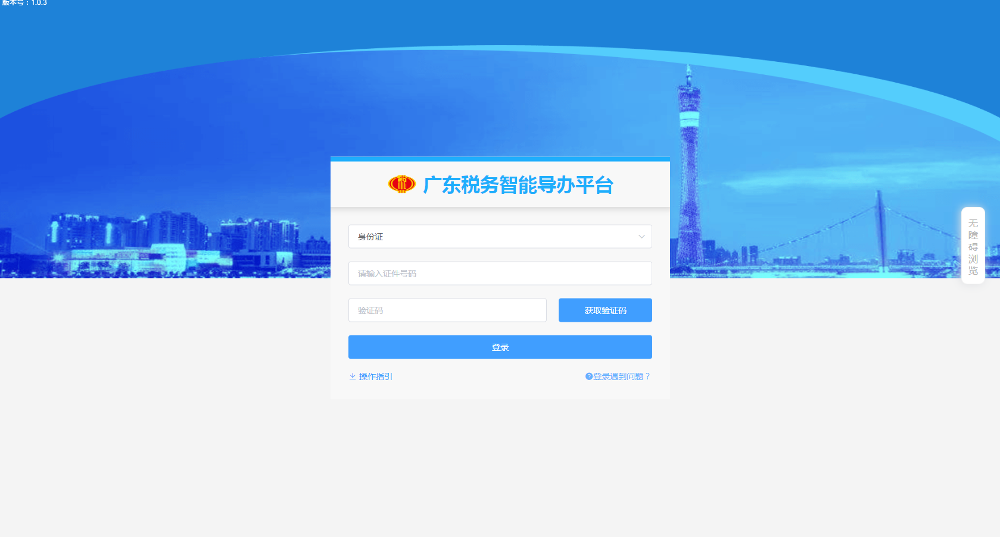 版本号：1.0.3
广东税务智能导办平台
身份证
请输入证件号码
验证码
获取验证码
登录
操作指引
登录遇到问题？
无障碍浏览